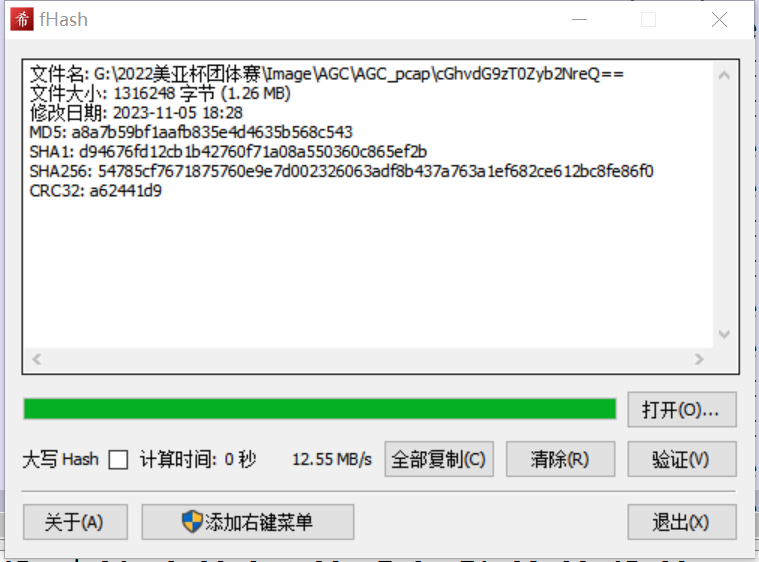 希 fHash
文件名: G:\2022美亚杯团体赛\Image\AGC\AGC_pcap\cGhvdG9zT0Zyb2NreQ==
文件大小: 1316248 字节 (1.26 MB)
修改日期: 2023-11-05 18:28
MD5: a8a7b59bf1aafb835e4d4635b568c543
SHA1: d94676fd12cb1b42760f71a08a550360c865ef2b
SHA256: 54785cf7671875760e9e7d002326063adf8b437a763a1ef682ce612bc8fe86f0
CRC32: a62441d9
打开(O)...
大写 Hash 计算时间: 0 秒 12.55 MB/s 全部复制(C) 清除(R) 验证(V)
关于(A) 添加右键菜单 退出(X)